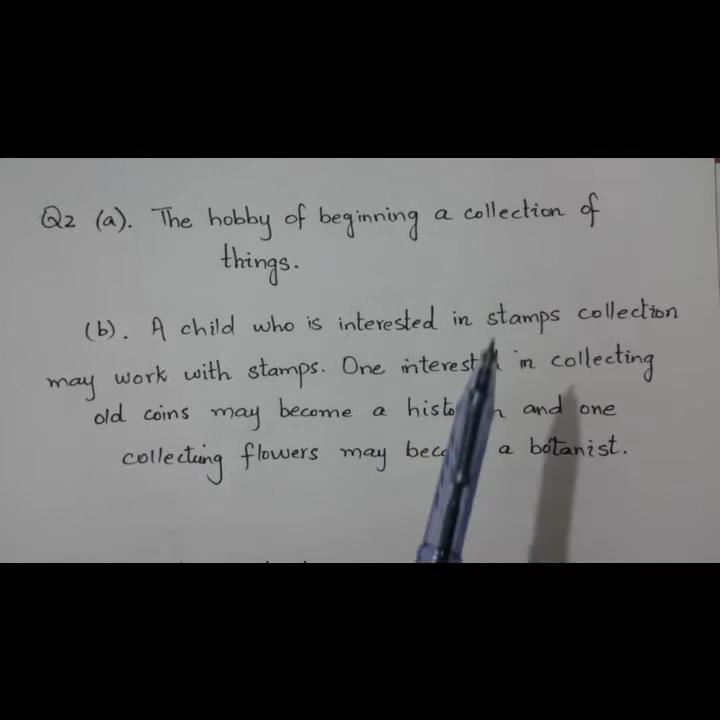 Q2 (a). The hobby of beginning a collection of
things.
(b). A child who is interested in stamps collection
may work with stamps. One in collecting
old coins may become a and one
collecting flowers may a botanist.